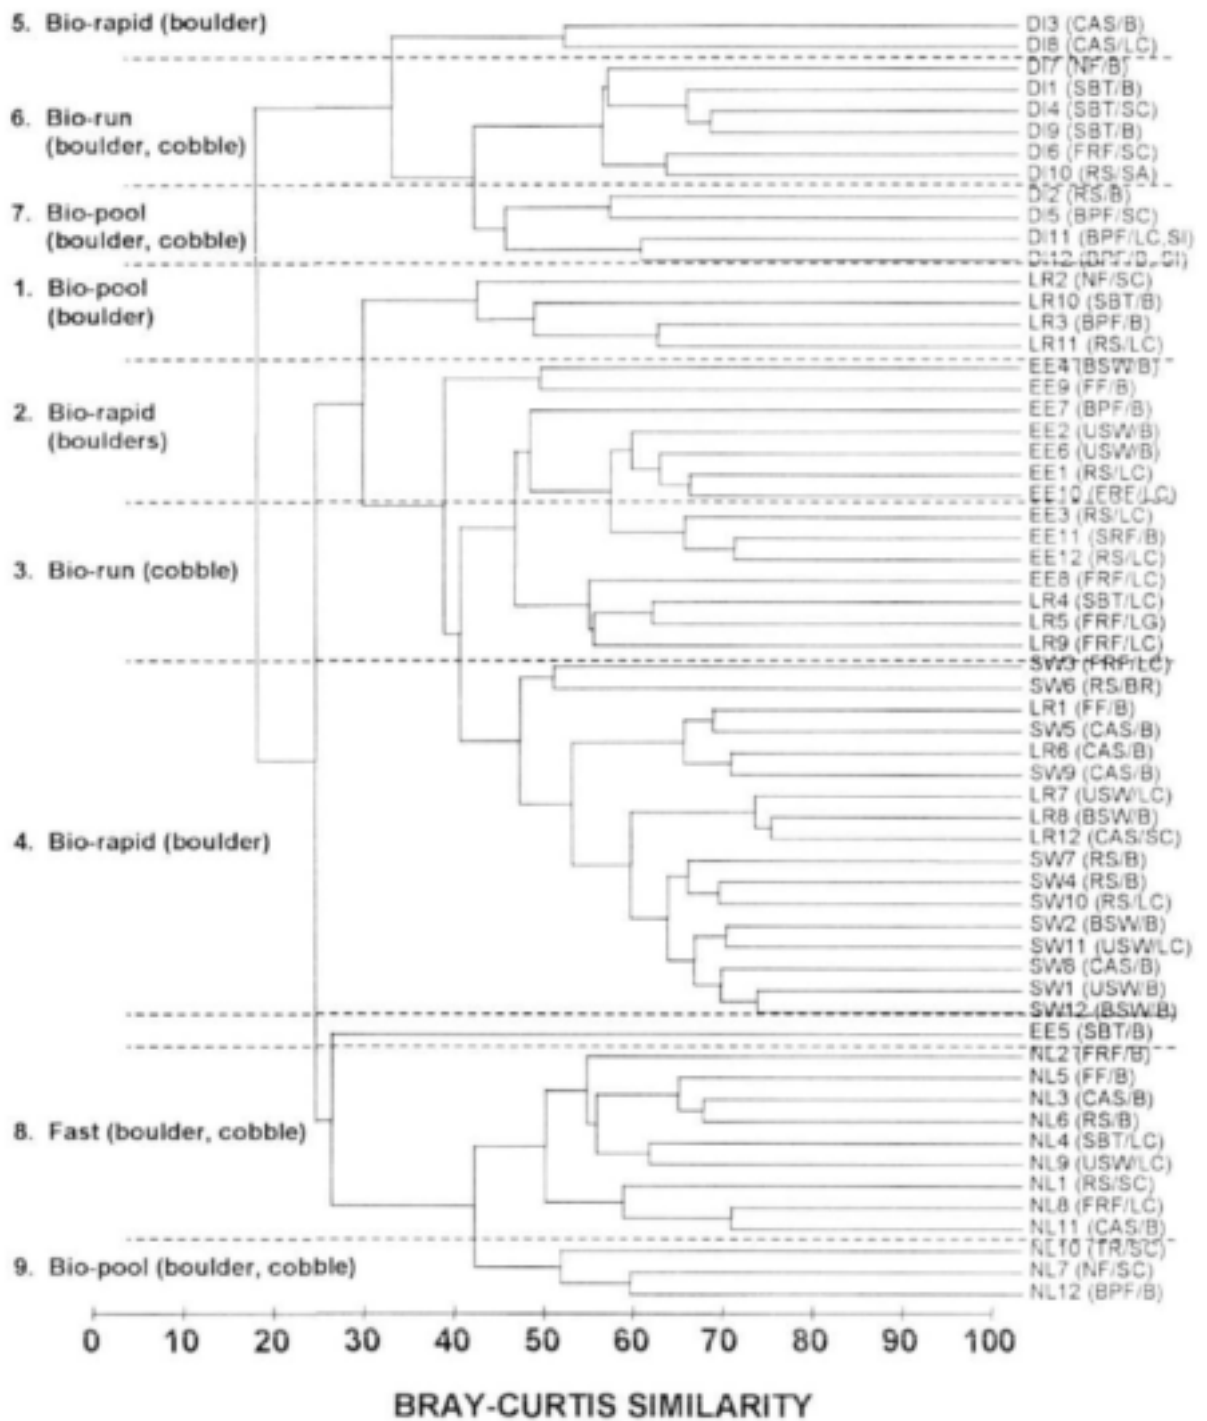 5. Bio-rapid (boulder)
6. Bio-run
(boulder, cobble)
7. Bio-pool
(boulder, cobble)
1. Bio-pool
(boulder)
2. Bio-rapid
(boulders)
3. Bio-run (cobble)
4. Bio-rapid (boulder)
8. Fast (boulder, cobble)
9. Bio-pool (boulder, cobble)
DI3 (CAS/B)
DI8 (CAS/LC)
DI7 (NF/B)
DI1 (SBT/B)
DI4 (SBT/SC)
DI9 (SBT/B)
DI6 (FRF/SC)
DI10 (RS/SA)
DI2 (RS/B)
DI5 (BPF/SC)
DI11 (BPF/LC,SI)
DI12 (BPF/B, SI)
LR2 (NF/SC)
LR10 (SBT/B)
LR3 (BPF/B)
LR11 (RS/LC)
EE4 (BSW/B)
EE9 (FF/B)
EE7 (BPF/B)
EE2 (USW/B)
EE6 (USW/B)
EE1 (RS/LC)
EE10 (FRF/LC)
EE3 (RS/LC)
EE11 (SRF/B)
EE12 (RS/LC)
EE8 (FRF/LC)
LR4 (SBT/LC)
LR5 (FRF/LG)
LR9 (FRF/LC)
SW3 (FRF/LC)
SW6 (RS/BR)
LR1 (FF/B)
SW5 (CAS/B)
LR6 (CAS/B)
SW9 (CAS/B)
LR7 (USW/LC)
LR8 (BSW/B)
LR12 (CAS/SC)
SW7 (RS/B)
SW4 (RS/B)
SW10 (RS/LC)
SW2 (BSW/B)
SW11 (USW/LC)
SW8 (CAS/B)
SW1 (USW/B)
SW12 (BSW/B)
EE5 (SBT/B)
NL2 (FRF/B)
NL5 (FF/B)
NL3 (CAS/B)
NL6 (RS/B)
NL4 (SBT/LC)
NL9 (USW/LC)
NL1 (RS/SC)
NL8 (FRF/LC)
NL11 (CAS/B)
NL10 (TR/SC)
NL7 (NF/SC)
NL12 (BPF/B)
0 10 20 30 40 50 60 70 80 90 100
BRAY-CURTIS SIMILARITY